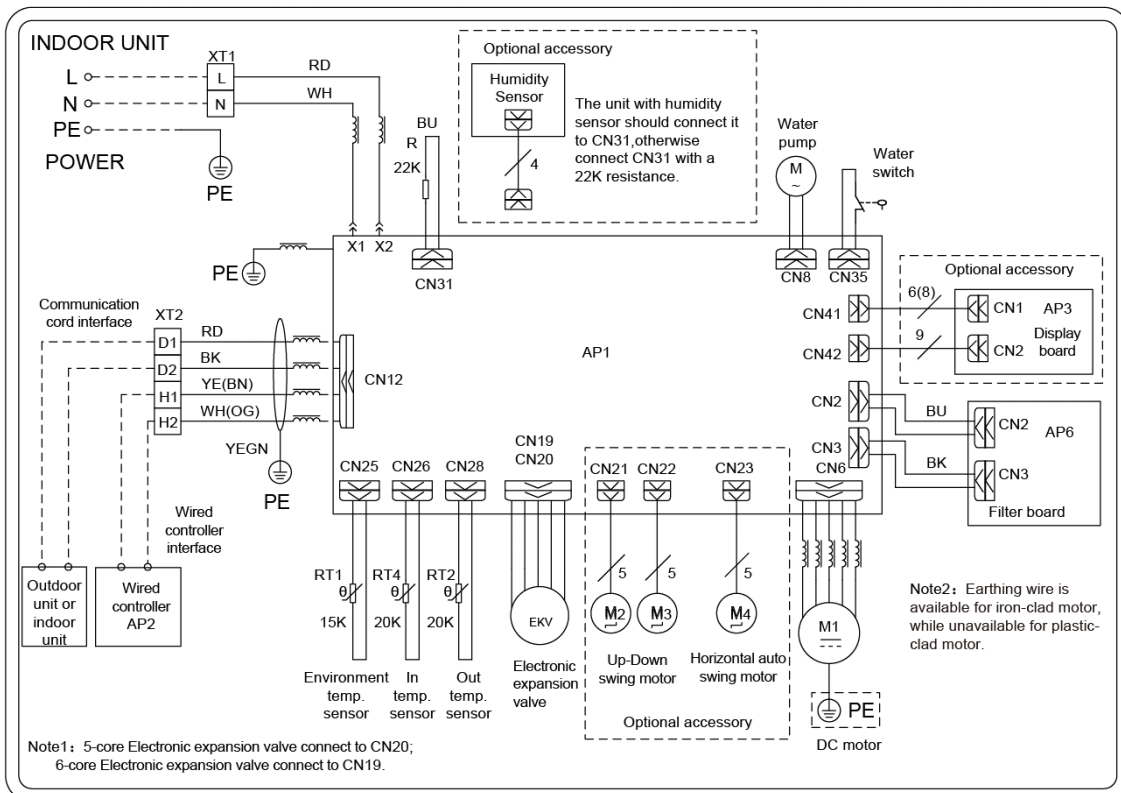 INDOOR UNIT
L
N
PE
POWER
XT1
L
N
RD
WH
PE
X1
X2
BU
R
22K
CN31
Optional accessory
Humidity
Sensor
4
The unit with humidity
sensor should connect it
to CN31,otherwise
connect CN31 with a
22K resistance.
Water
pump
M
~
CN8
Water
switch
CN35
PE
Communication
cord interface
XT2
D1
D2
H1
H2
RD
BK
YE(BN)
WH(OG)
YEGN
PE
CN12
AP1
CN41
CN42
CN2
CN3
6(8)
9
Optional accessory
CN1
CN2
AP3
Display
board
BU
BK
CN2
CN3
AP6
Filter board
Wired
controller
interface
Outdoor
unit or
indoor
unit
Wired
controller
AP2
CN25
CN26
CN28
CN19
CN20
CN21
CN22
CN23
CN6
RT1
θ
15K
RT4
θ
20K
RT2
θ
20K
Environment
temp.
sensor
In
temp.
sensor
Out
temp.
sensor
EKV
Electronic
expansion
valve
5
5
5
M2
M3
M4
Up-Down
swing motor
Horizontal auto
swing motor
Optional accessory
M1
PE
DC motor
Note2：Earthing wire is
available for iron-clad motor,
while unavailable for plastic-
clad motor.
Note1：5-core Electronic expansion valve connect to CN20;
6-core Electronic expansion valve connect to CN19.